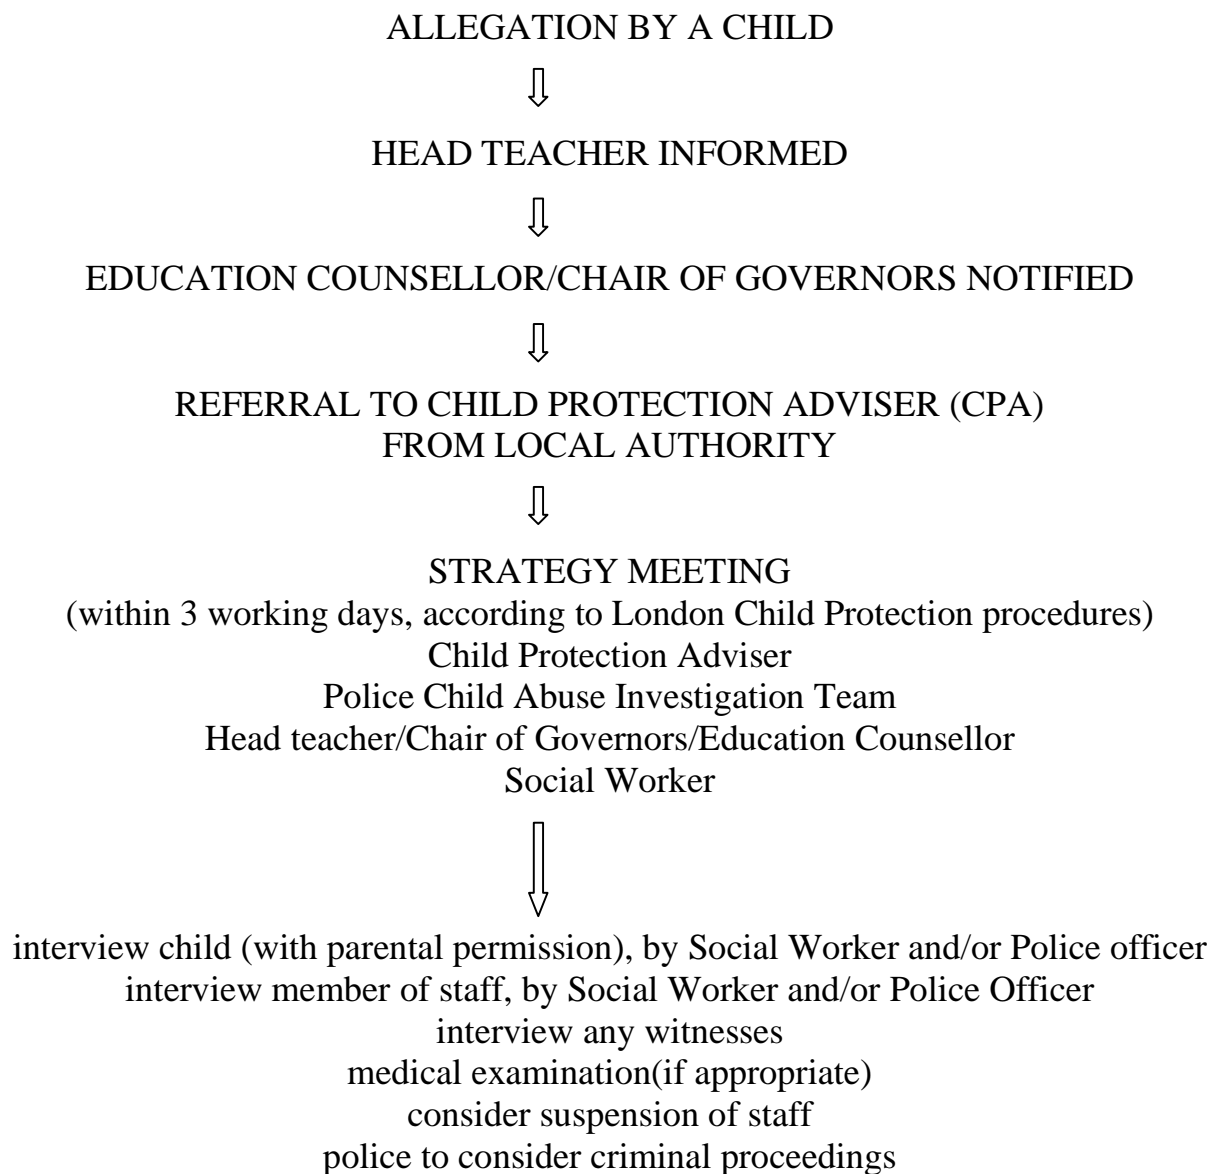 ALLEGATION BY A CHILD
HEAD TEACHER INFORMED
EDUCATION COUNSELLOR/CHAIR OF GOVERNORS NOTIFIED
REFERRAL TO CHILD PROTECTION ADVISER (CPA)
FROM LOCAL AUTHORITY
STRATEGY MEETING
(within 3 working days, according to London Child Protection procedures)
Child Protection Adviser
Police Child Abuse Investigation Team
Head teacher/Chair of Governors/Education Counsellor
Social Worker
interview child (with parental permission), by Social Worker and/or Police officer
interview member of staff, by Social Worker and/or Police Officer
interview any witnesses
medical examination(if appropriate)
consider suspension of staff
police to consider criminal proceedings